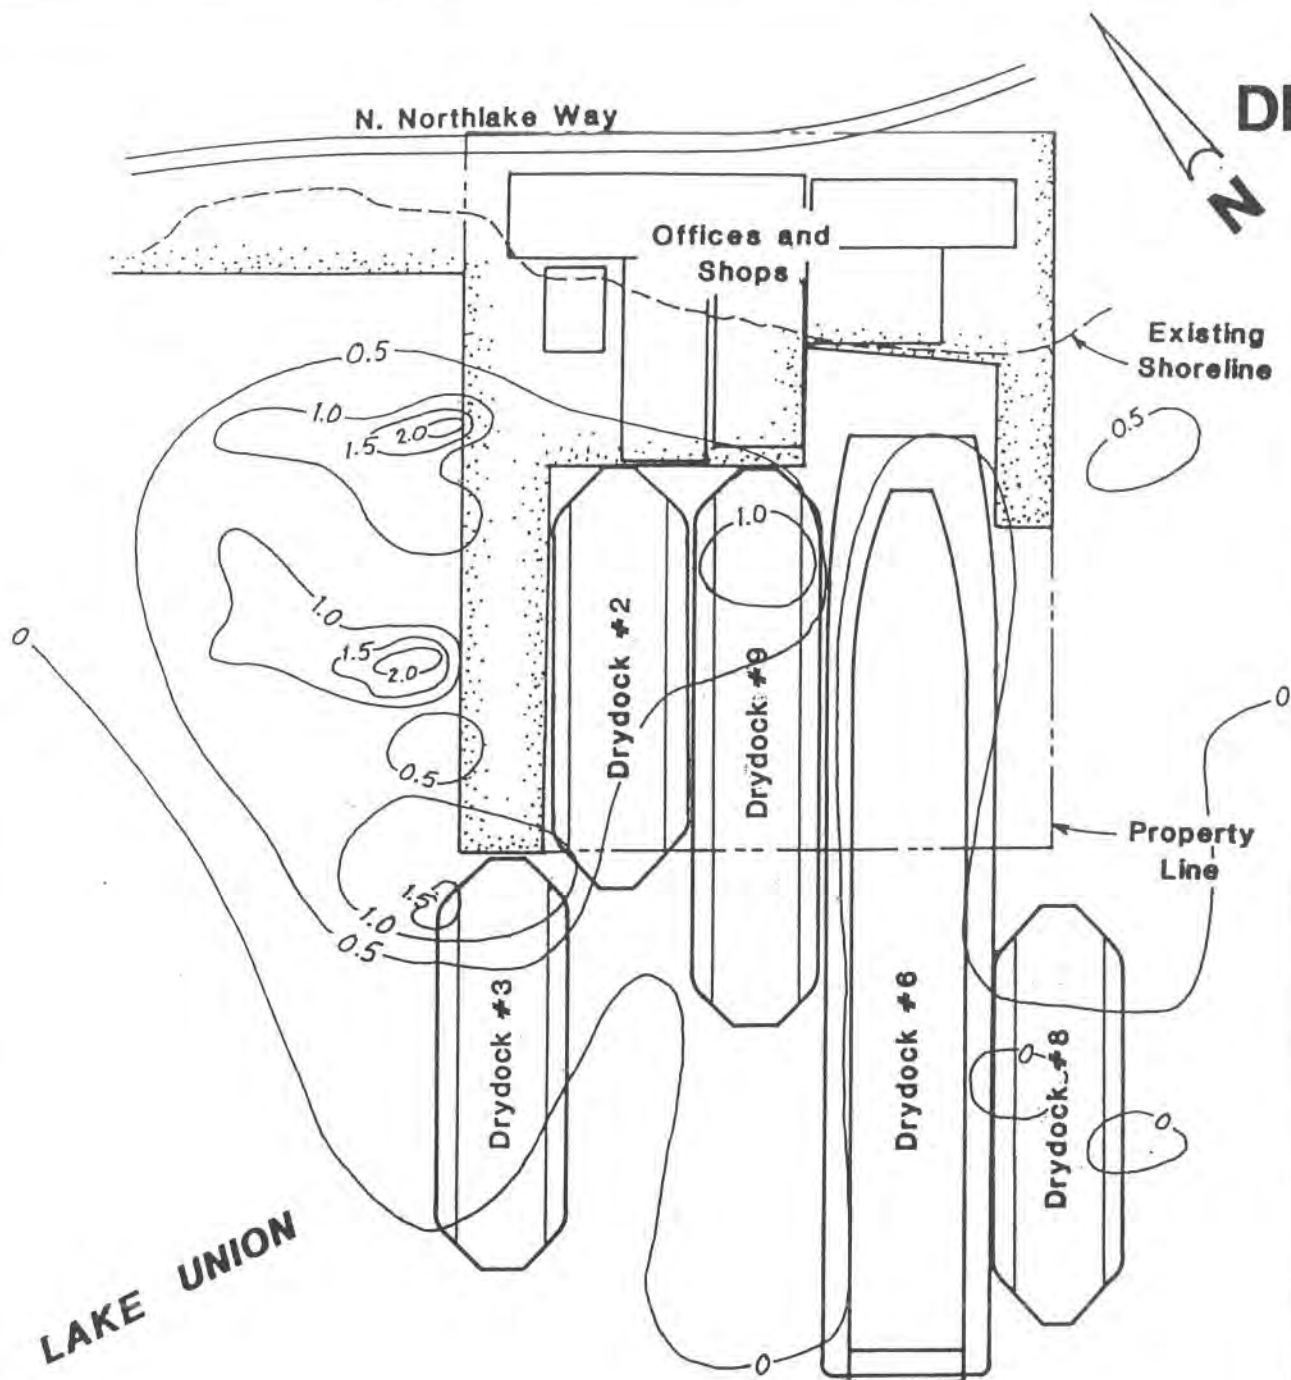 N. Northlake Way
DI
N
Offices and
Shops
Existing
Shoreline
0.5
0.5
1.0
1.5
2.0
1.0
1.0
1.5
2.0
0
0
0.5
Drydock #2
Drydock #9
Property
Line
1.5
1.0
0.5
Drydock #3
Drydock #6
Drydock #8
0
0
0
LAKE UNION